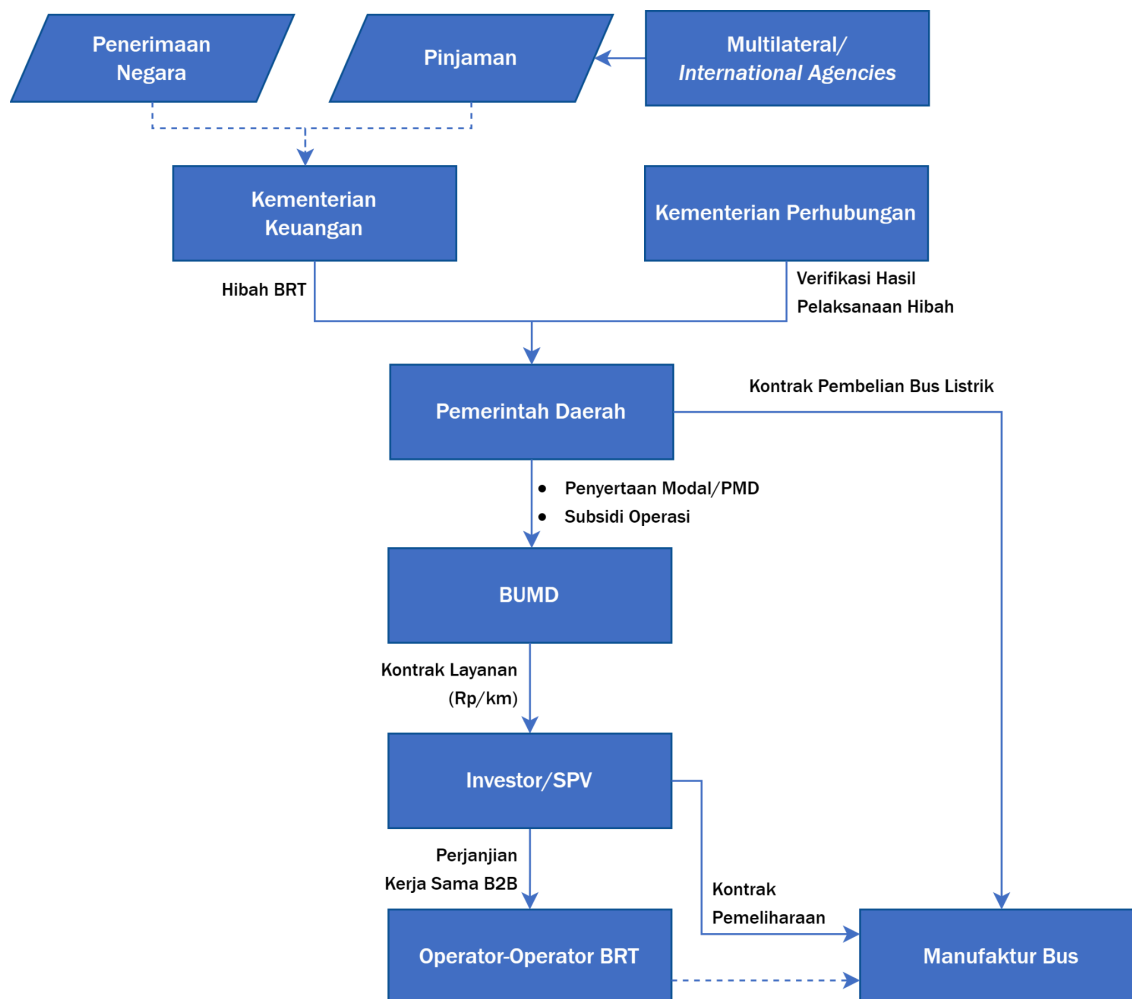 Penerimaan
Negara
Pinjaman
Multilateral/
International Agencies
Kementerian
Keuangan
Kementerian Perhubungan
Hibah BRT
Verifikasi Hasil
Pelaksanaan Hibah
Pemerintah Daerah
Kontrak Pembelian Bus Listrik
• Penyertaan Modal/PMD
• Subsidi Operasi
BUMD
Kontrak Layanan
(Rp/km)
Investor/SPV
Perjanjian
Kerja Sama B2B
Kontrak
Pemeliharaan
Operator-Operator BRT
Manufaktur Bus